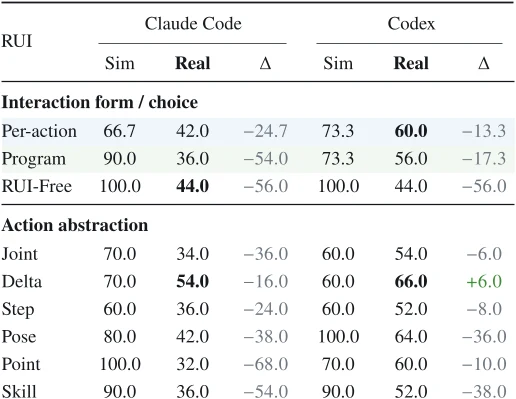 RUI Claude Code Codex
Sim Real Δ Sim Real Δ
Interaction form / choice
Per-action 66.7 42.0 −24.7 73.3 60.0 −13.3
Program 90.0 36.0 −54.0 73.3 56.0 −17.3
RUI-Free 100.0 44.0 −56.0 100.0 44.0 −56.0
Action abstraction
Joint 70.0 34.0 −36.0 60.0 54.0 −6.0
Delta 70.0 54.0 −16.0 60.0 66.0 +6.0
Step 60.0 36.0 −24.0 60.0 52.0 −8.0
Pose 80.0 42.0 −38.0 100.0 64.0 −36.0
Point 100.0 32.0 −68.0 70.0 60.0 −10.0
Skill 90.0 36.0 −54.0 90.0 52.0 −38.0